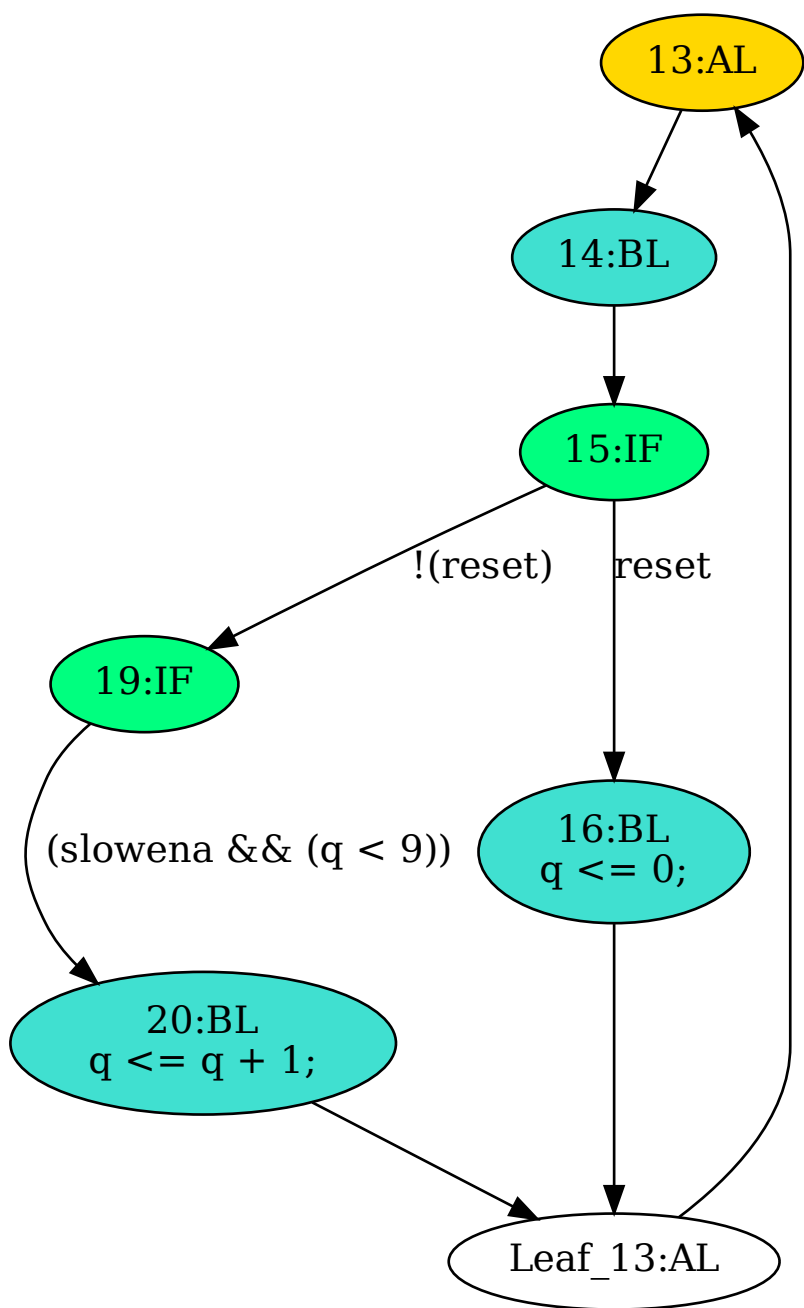 13:AL
14:BL
15:IF
!(reset)
reset
19:IF
(slowena && (q < 9))
16:BL
q <= 0;
20:BL
q <= q + 1;
Leaf_13:AL